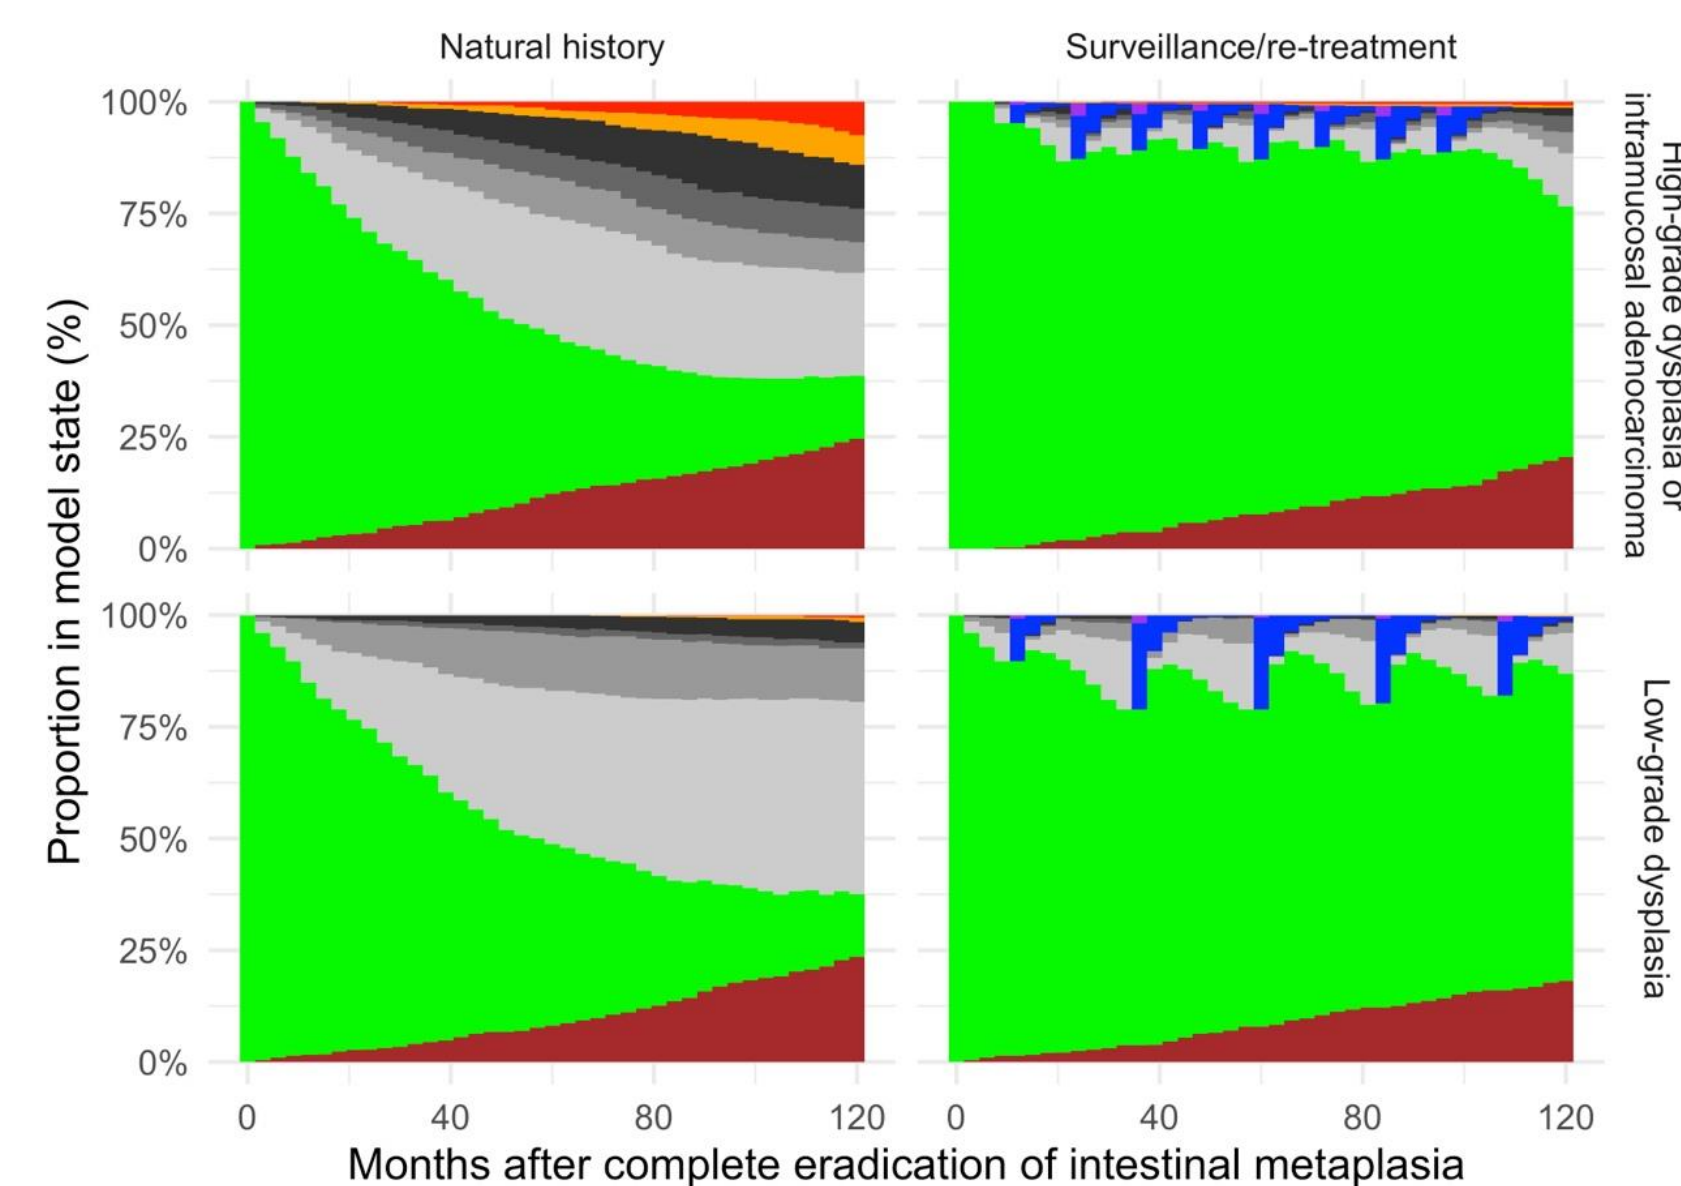 Natural history
Surveillance/re-treatment
Proportion in model state (%)
100%
75%
50%
25%
0%
High-grade dysplasia or
intramucosal adenocarcinoma
100%
75%
50%
25%
0%
Low-grade dysplasia
0 40 80 120
0 40 80 120
Months after complete eradication of intestinal metaplasia